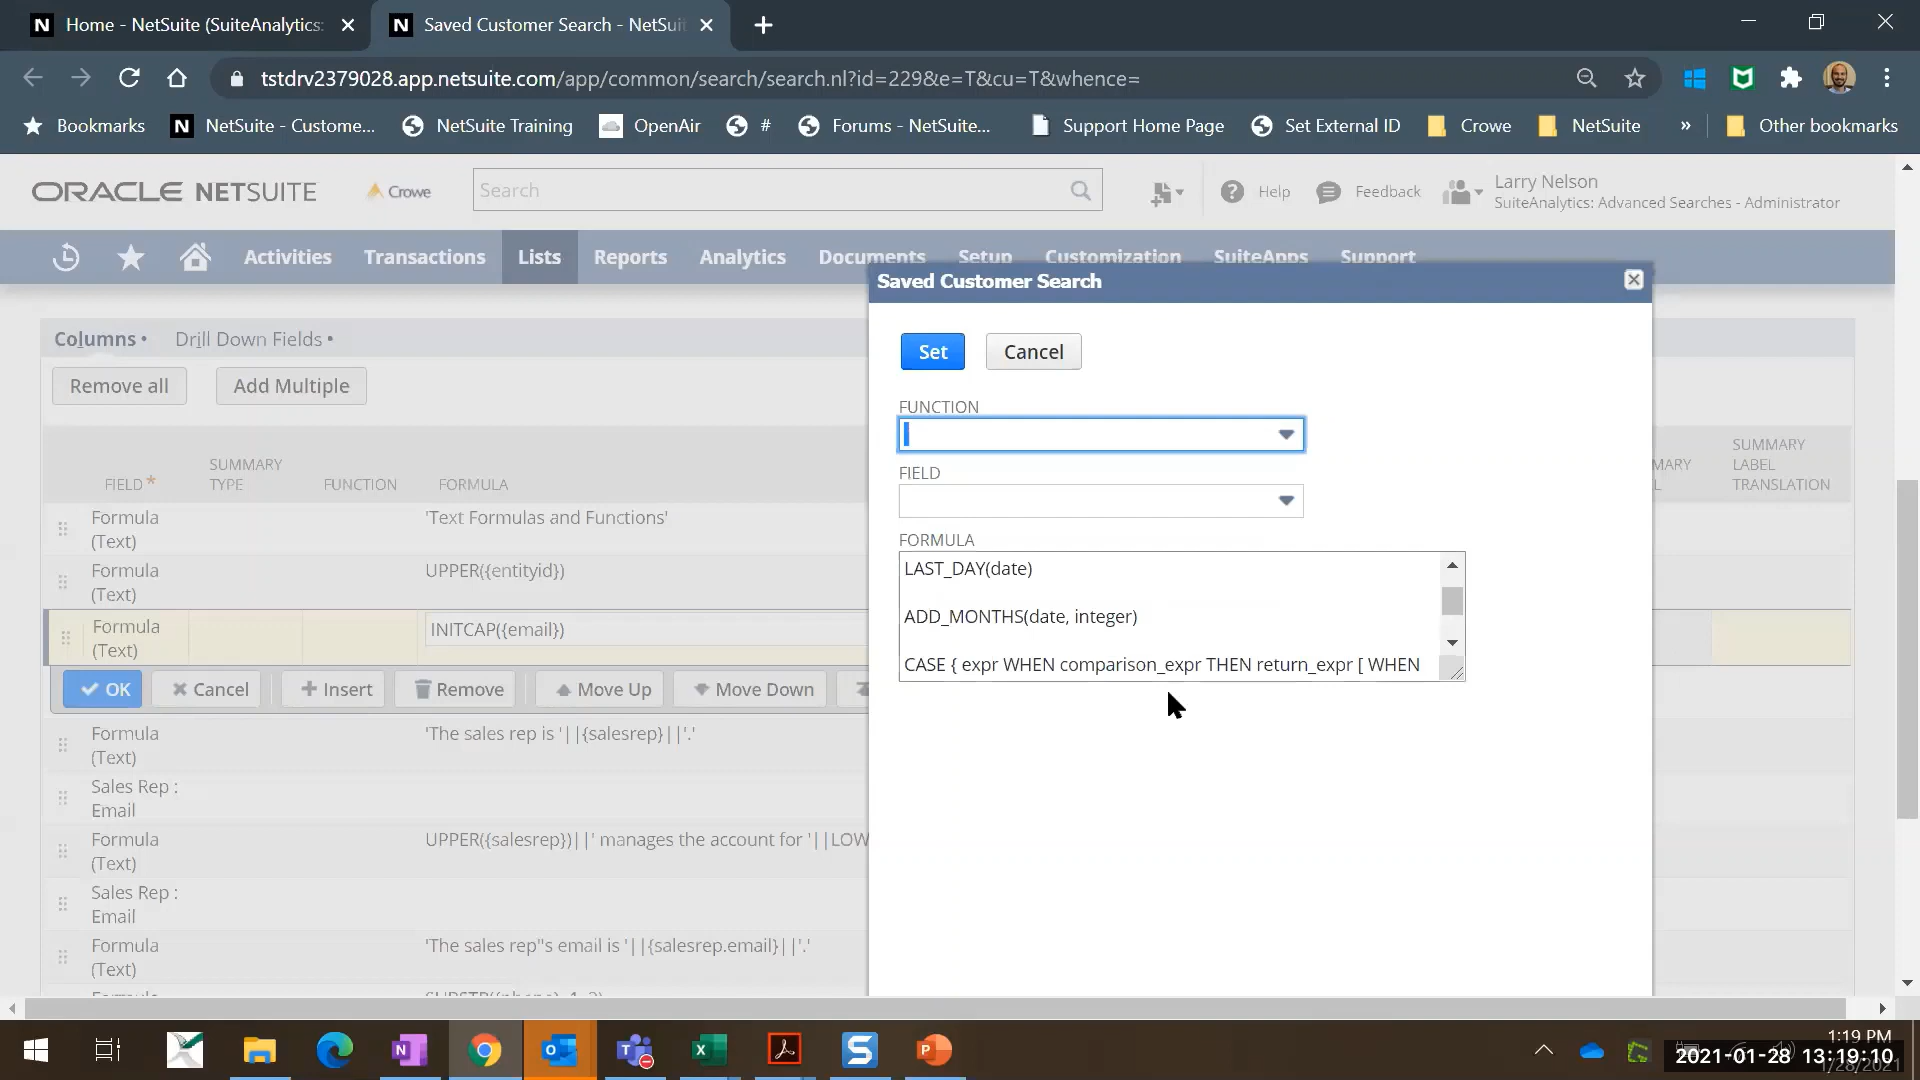 Home - NetSuite (SuiteAnalytics:
Saved Customer Search - NetSui
tstdrv2379028.app.netsuite.com/app/common/search/search.nl?id=229&e=T&cu=T&whence=
Bookmarks
NetSuite - Custome...
NetSuite Training
OpenAir
#
Forums - NetSuite...
Support Home Page
Set External ID
Crowe
NetSuite
»
Other bookmarks
ORACLE NETSUITE
Crowe
Search
Help
Feedback
Larry Nelson
SuiteAnalytics: Advanced Searches - Administrator
Activities
Transactions
Lists
Reports
Analytics
Documents
Setup
Customization
SuiteApps
Support
Saved Customer Search
Columns •
Drill Down Fields •
Remove all
Add Multiple
Set
Cancel
FUNCTION
FIELD
FORMULA
LAST_DAY(date)
ADD_MONTHS(date, integer)
CASE { expr WHEN comparison_expr THEN return_expr [ WHEN
FIELD *
SUMMARY
TYPE
FUNCTION
FORMULA
MARY
L
SUMMARY
LABEL
TRANSLATION
Formula
(Text)
'Text Formulas and Functions'
Formula
(Text)
UPPER({entityid})
Formula
(Text)
INITCAP({email})
OK
Cancel
Insert
Remove
Move Up
Move Down
Formula
(Text)
'The sales rep is '||{salesrep}||'.'
Sales Rep :
Email
Formula
(Text)
UPPER({salesrep})||' manages the account for '||LOW
Sales Rep :
Email
Formula
(Text)
'The sales rep''s email is '||{salesrep.email}||'.'
1:19 PM
2021-01-28 13:19:10
1/28/2021